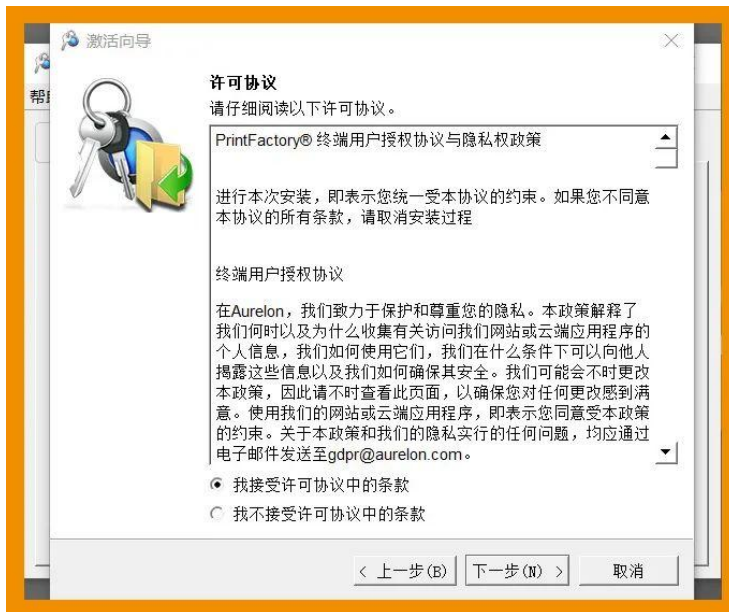 激活向导
帮
许可协议
请仔细阅读以下许可协议。
PrintFactory® 终端用户授权协议与隐私权政策
进行本次安装，即表示您统一受本协议的约束。如果您不同意
本协议的所有条款，请取消安装过程
终端用户授权协议
在Aurelon，我们致力于保护和尊重您的隐私。本政策解释了
我们何时以及为什么收集有关访问我们网站或云端应用程序的
个人信息，我们如何使用它们，我们在什么条件下可以向他人
揭露这些信息以及我们如何确保其安全。我们可能会不时更改
本政策，因此请不时查看此页面，以确保您对任何更改感到满
意。使用我们的网站或云端应用程序，即表示您同意受本政策
的约束。关于本政策和我们的隐私实行的任何问题，均应通过
电子邮件发送至gdpr@aurelon.com。
我接受许可协议中的条款
我不接受许可协议中的条款
< 上一步(B) 下一步(N) > 取消